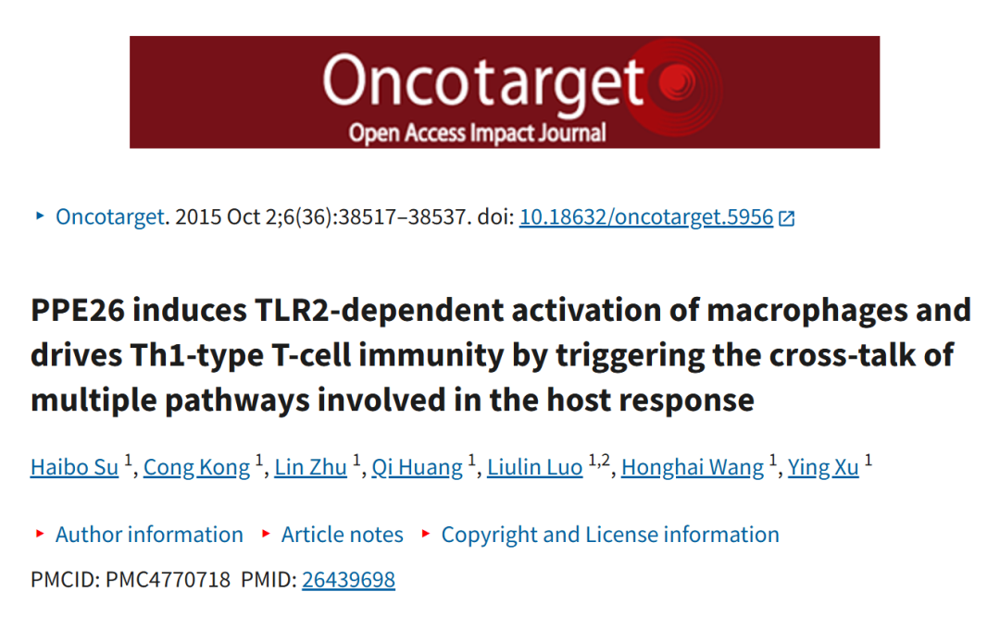 Oncotarget
Open Access Impact Journal
▸ Oncotarget. 2015 Oct 2;6(36):38517–38537. doi: 10.18632/oncotarget.5956
PPE26 induces TLR2-dependent activation of macrophages and
drives Th1-type T-cell immunity by triggering the cross-talk of
multiple pathways involved in the host response
Haibo Su 1, Cong Kong 1, Lin Zhu 1, Qi Huang 1, Liulin Luo 1,2, Honghai Wang 1, Ying Xu 1
▸ Author information ▸ Article notes ▸ Copyright and License information
PMCID: PMC4770718 PMID: 26439698